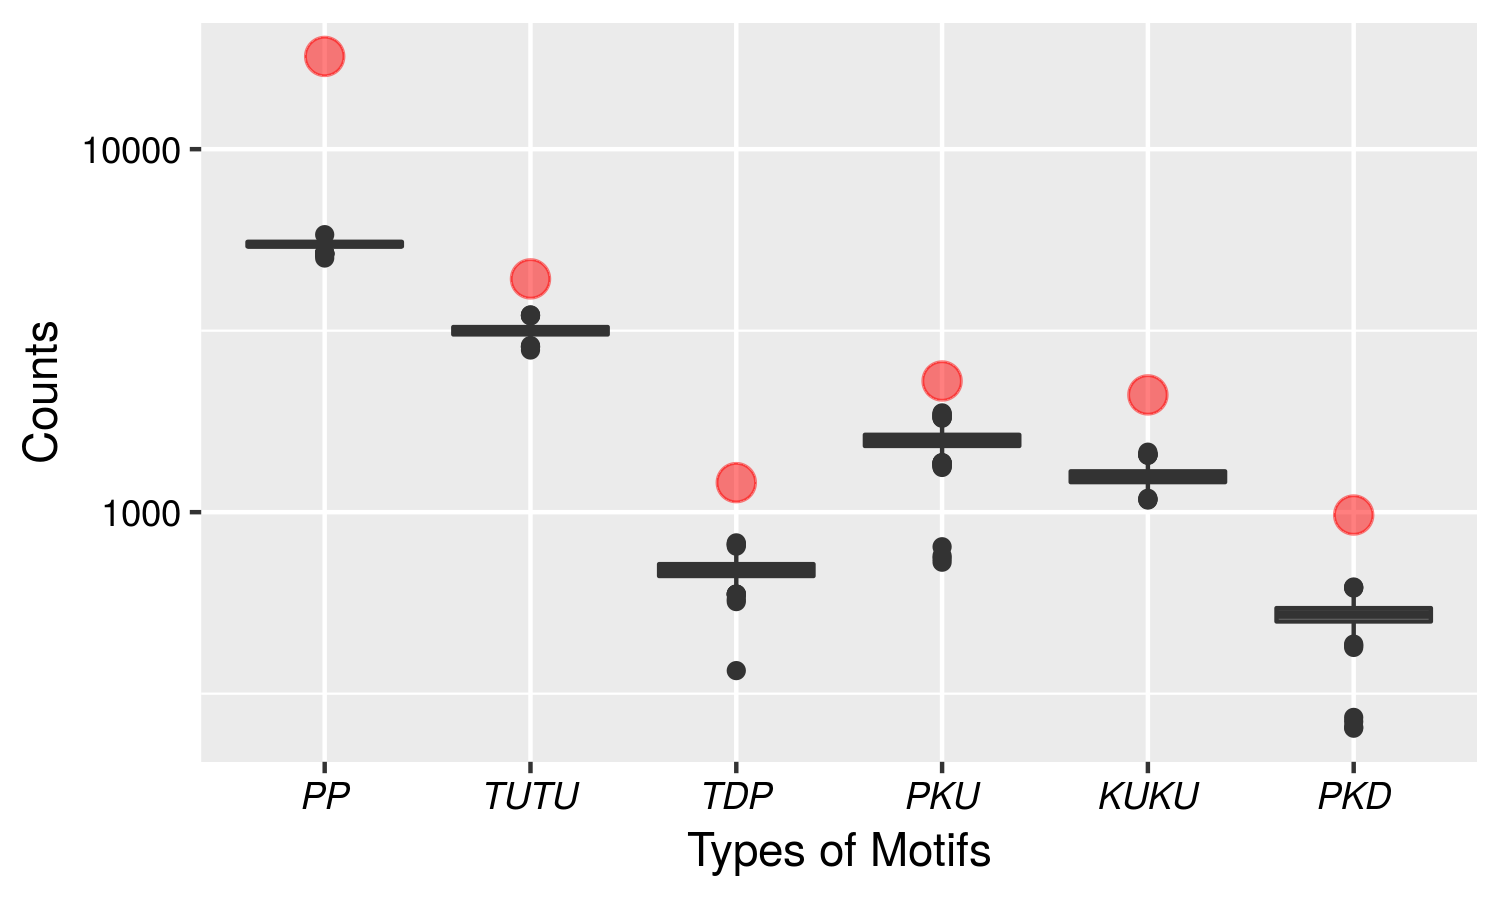 10000
1000
Counts
PP TUTU TDP PKU KUKU PKD
Types of Motifs